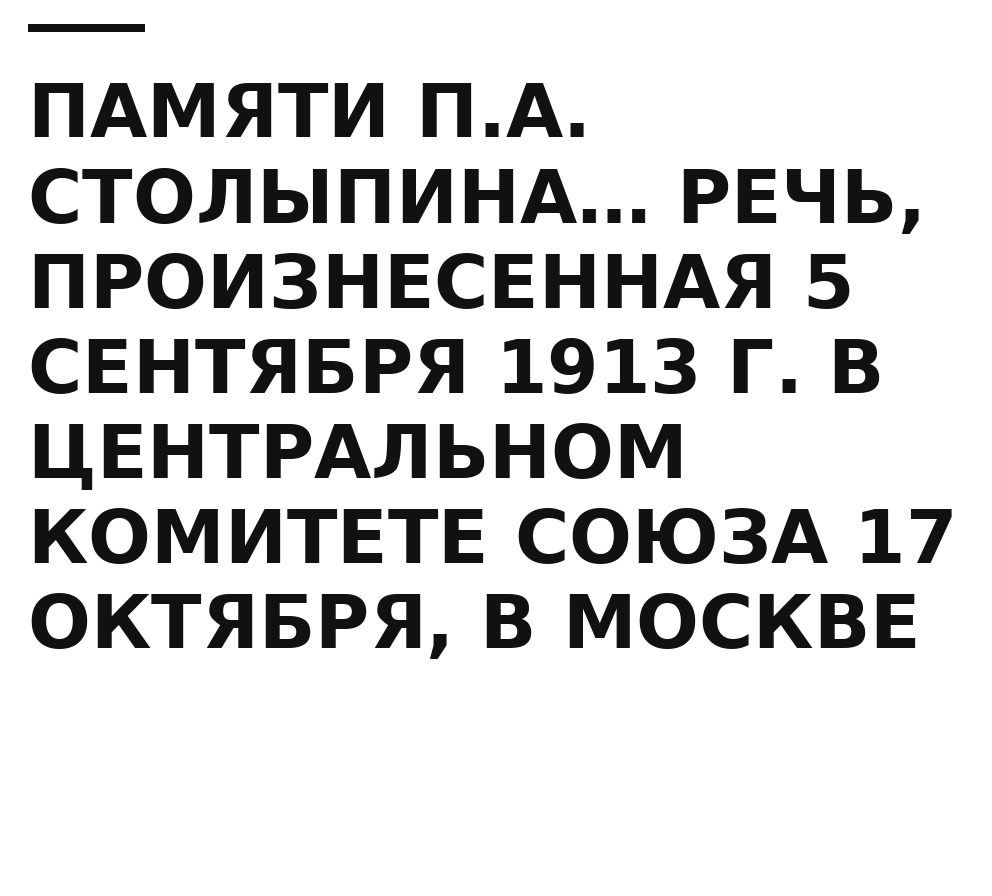 ПАМЯТИ П.А.
СТОЛЫПИНА… РЕЧЬ,
ПРОИЗНЕСЕННАЯ 5
СЕНТЯБРЯ 1913 Г. В
ЦЕНТРАЛЬНОМ
КОМИТЕТЕ СОЮЗА 17
ОКТЯБРЯ, В МОСКВЕ